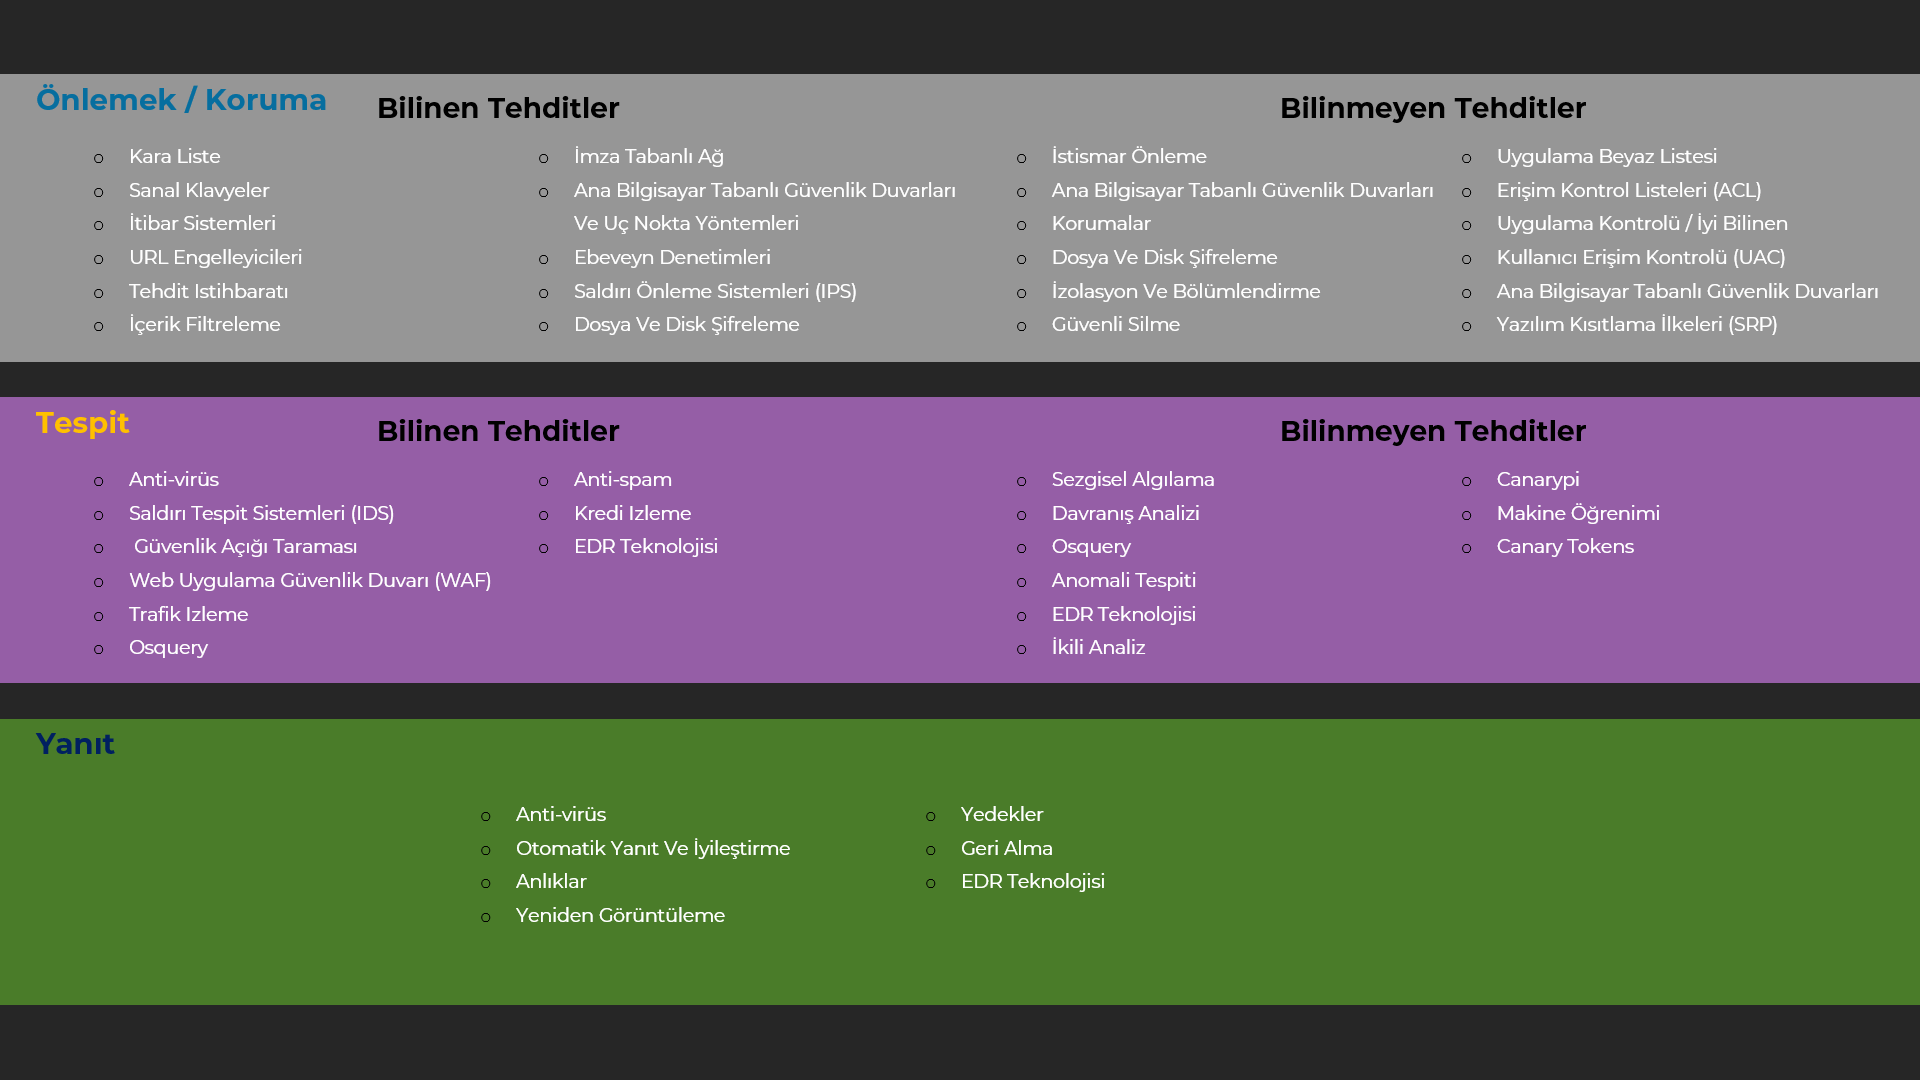 Önlemek / Koruma
Bilinen Tehditler
Kara Liste
Sanal Klavyeler
İtibar Sistemleri
URL Engelleyicileri
Tehdit Istihbaratı
İçerik Filtreleme
İmza Tabanlı Ağ
Ana Bilgisayar Tabanlı Güvenlik Duvarları
Ve Uç Nokta Yöntemleri
Ebeveyn Denetimleri
Saldırı Önleme Sistemleri (IPS)
Dosya Ve Disk Şifreleme
Bilinmeyen Tehditler
İstismar Önleme
Ana Bilgisayar Tabanlı Güvenlik Duvarları
Korumalar
Dosya Ve Disk Şifreleme
İzolasyon Ve Bölümlendirme
Güvenli Silme
Uygulama Beyaz Listesi
Erişim Kontrol Listeleri (ACL)
Uygulama Kontrolü / İyi Bilinen
Kullanıcı Erişim Kontrolü (UAC)
Ana Bilgisayar Tabanlı Güvenlik Duvarları
Yazılım Kısıtlama İlkeleri (SRP)
Tespit
Bilinen Tehditler
Anti-virüs
Saldırı Tespit Sistemleri (IDS)
Güvenlik Açığı Taraması
Web Uygulama Güvenlik Duvarı (WAF)
Trafik Izleme
Osquery
Anti-spam
Kredi Izleme
EDR Teknolojisi
Bilinmeyen Tehditler
Sezgisel Algılama
Davranış Analizi
Osquery
Anomali Tespiti
EDR Teknolojisi
İkili Analiz
Canarypi
Makine Öğrenimi
Canary Tokens
Yanıt
Anti-virüs
Otomatik Yanıt Ve İyileştirme
Anlıklar
Yeniden Görüntüleme
Yedekler
Geri Alma
EDR Teknolojisi